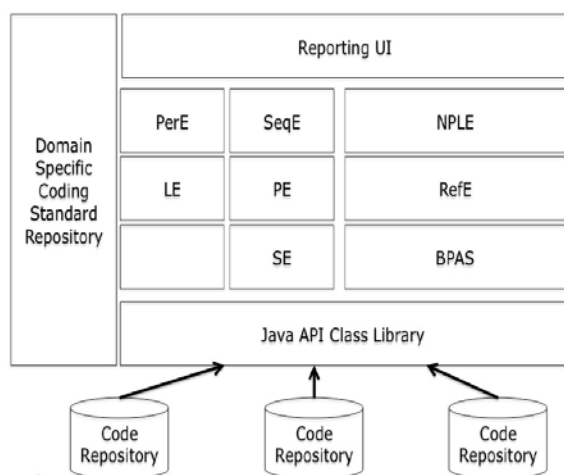 Reporting UI
Domain
Specific
Coding
Standard
Repository
PerE
SeqE
NPLE
LE
PE
RefE
SE
BPAS
Java API Class Library
Code
Repository
Code
Repository
Code
Repository